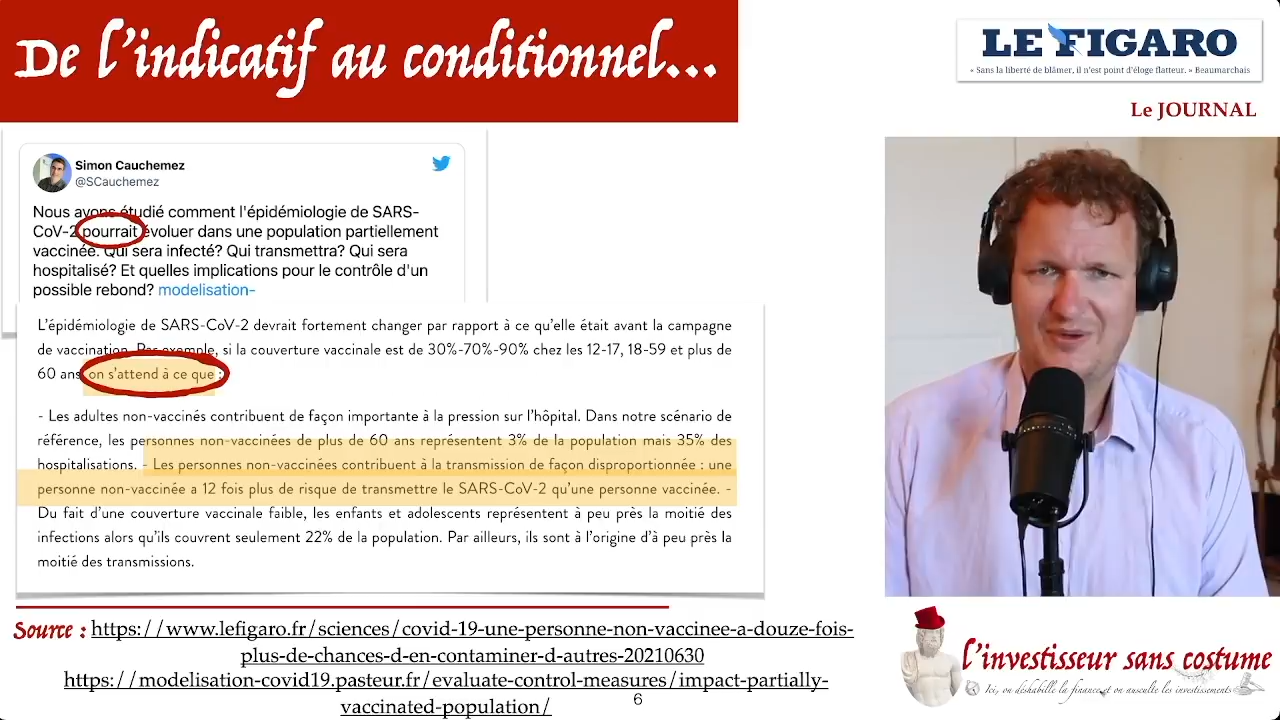 De l'indicatif au conditionnel...
LE FIGARO
« Sans la liberté de blâmer, il n'est point d'éloge flatteur. » Beaumarchais
Le JOURNAL
Simon Cauchemez
@SCauchemez
Nous avons étudié comment l'épidémiologie de SARS-
CoV-2 pourrait évoluer dans une population partiellement
vaccinée. Qui sera infecté? Qui transmettra? Qui sera
hospitalisé? Et quelles implications pour le contrôle d'un
possible rebond? modelisation-
L'épidémiologie de SARS-CoV-2 devrait fortement changer par rapport à ce qu'elle était avant la campagne
de vaccination. Par exemple, si la couverture vaccinale est de 30%-70%-90% chez les 12-17, 18-59 et plus de
60 ans, on s'attend à ce que :
- Les adultes non-vaccinés contribuent de façon importante à la pression sur l'hôpital. Dans notre scénario de
référence, les personnes non-vaccinées de plus de 60 ans représentent 3% de la population mais 35% des
hospitalisations. - Les personnes non-vaccinées contribuent à la transmission de façon disproportionnée : une
personne non-vaccinée a 12 fois plus de risque de transmettre le SARS-CoV-2 qu'une personne vaccinée. -
Du fait d'une couverture vaccinale faible, les enfants et adolescents représentent à peu près la moitié des
infections alors qu'ils couvrent seulement 22% de la population. Par ailleurs, ils sont à l'origine d'à peu près la
moitié des transmissions.
Source : https://www.lefigaro.fr/sciences/covid-19-une-personne-non-vaccinee-a-douze-fois-
plus-de-chances-d-en-contaminer-d-autres-20210630
https://modelisation-covid19.pasteur.fr/evaluate-control-measures/impact-partially-
vaccinated-population/
6
l'investisseur sans costume
Ici, on déshabille la finance et on ausculte les investissements